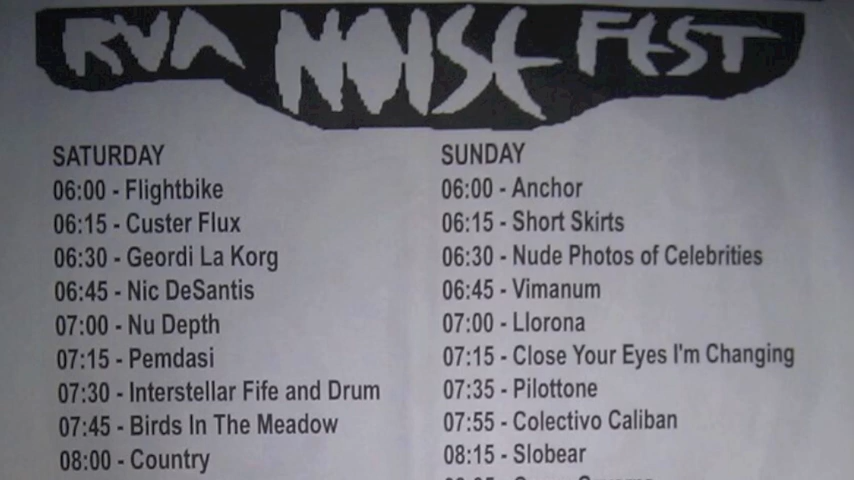 RVA NOISE FEST
SATURDAY
06:00 - Flightbike
06:15 - Custer Flux
06:30 - Geordi La Korg
06:45 - Nic DeSantis
07:00 - Nu Depth
07:15 - Pemdasi
07:30 - Interstellar Fife and Drum
07:45 - Birds In The Meadow
08:00 - Country
SUNDAY
06:00 - Anchor
06:15 - Short Skirts
06:30 - Nude Photos of Celebrities
06:45 - Vimanum
07:00 - Llorona
07:15 - Close Your Eyes I'm Changing
07:35 - Pilottone
07:55 - Colectivo Caliban
08:15 - Slobear